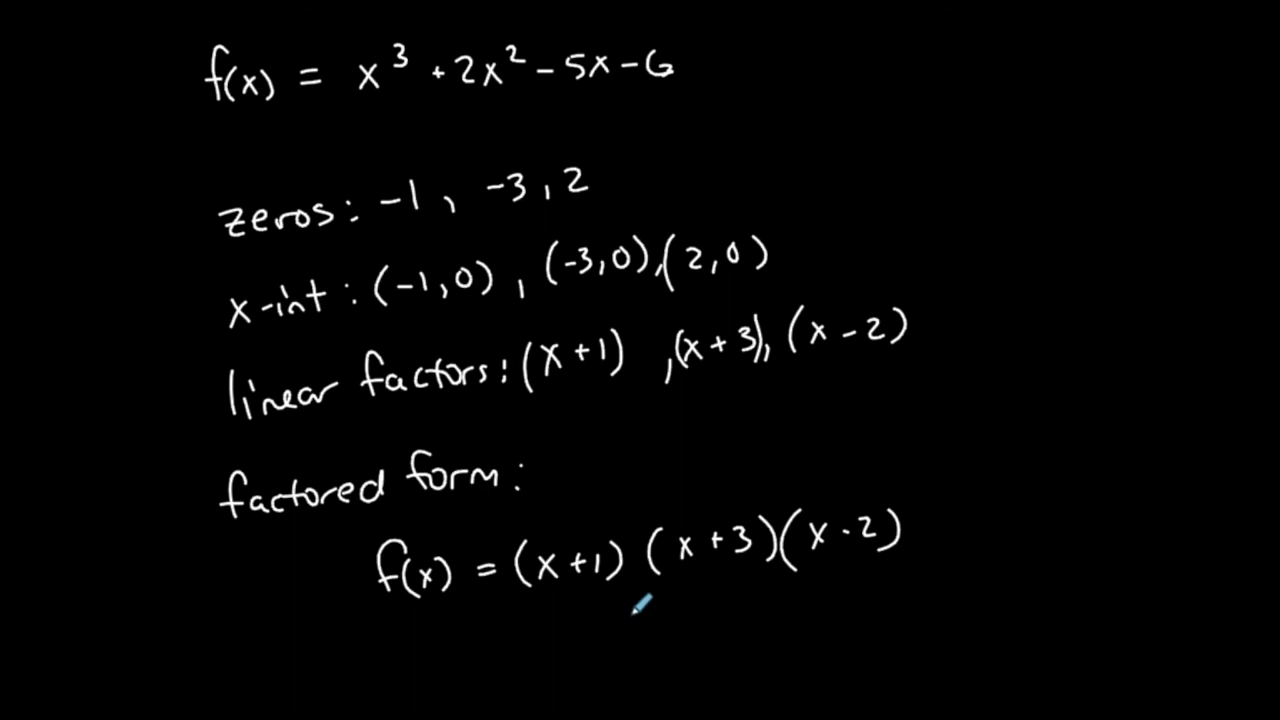 f(x) = x³ + 2x² - 5x - 6
zeros: -1, -3, 2
x-int: (-1,0), (-3,0), (2,0)
linear factors: (x+1), (x+3), (x-2)
factored form:
f(x) = (x+1)(x+3)(x-2)